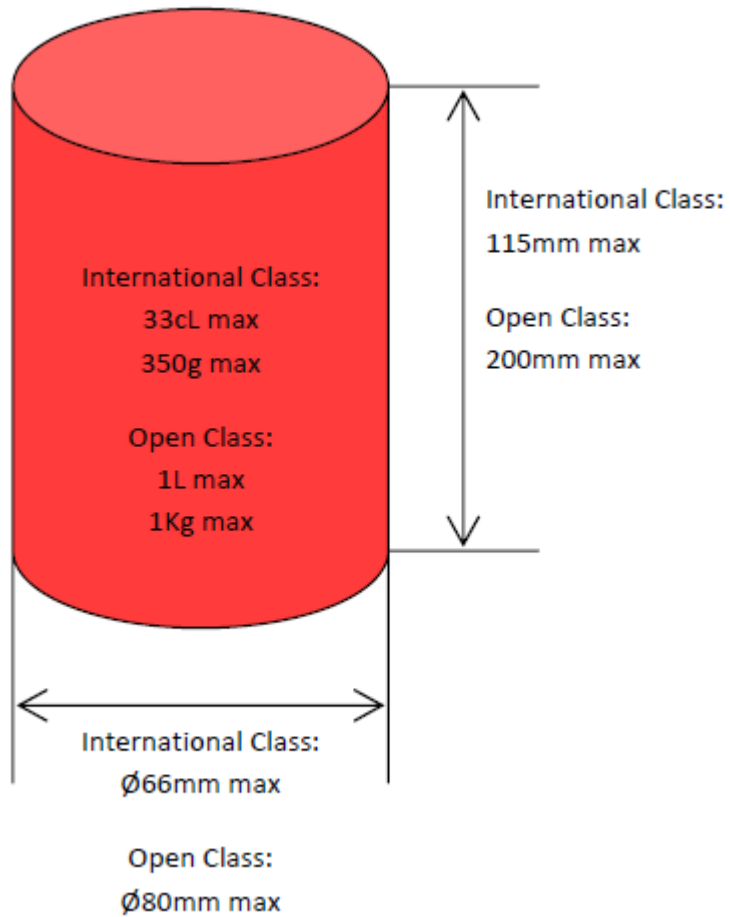 International Class:
115mm max
Open Class:
200mm max
International Class:
33cL max
350g max
Open Class:
1L max
1Kg max
International Class:
Ø66mm max
Open Class:
Ø80mm max